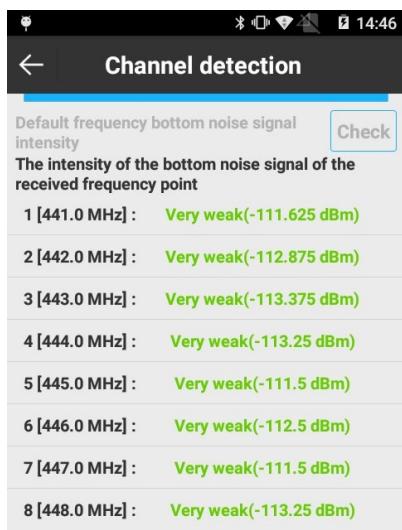 14:46
Channel detection
Default frequency bottom noise signal
intensity
Check
The intensity of the bottom noise signal of the
received frequency point
1 [441.0 MHz] : Very weak(-111.625 dBm)
2 [442.0 MHz] : Very weak(-112.875 dBm)
3 [443.0 MHz] : Very weak(-113.375 dBm)
4 [444.0 MHz] : Very weak(-113.25 dBm)
5 [445.0 MHz] : Very weak(-111.5 dBm)
6 [446.0 MHz] : Very weak(-112.5 dBm)
7 [447.0 MHz] : Very weak(-111.5 dBm)
8 [448.0 MHz] : Very weak(-113.25 dBm)